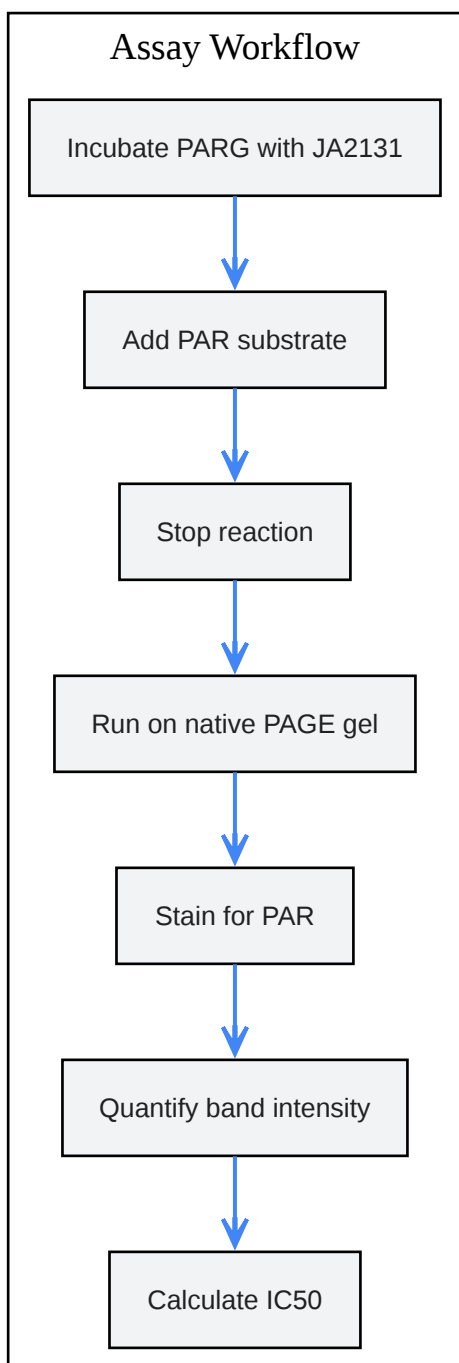 Assay Workflow
Incubate PARG with JA2131
Add PAR substrate
Stop reaction
Run on native PAGE gel
Stain for PAR
Quantify band intensity
Calculate IC50